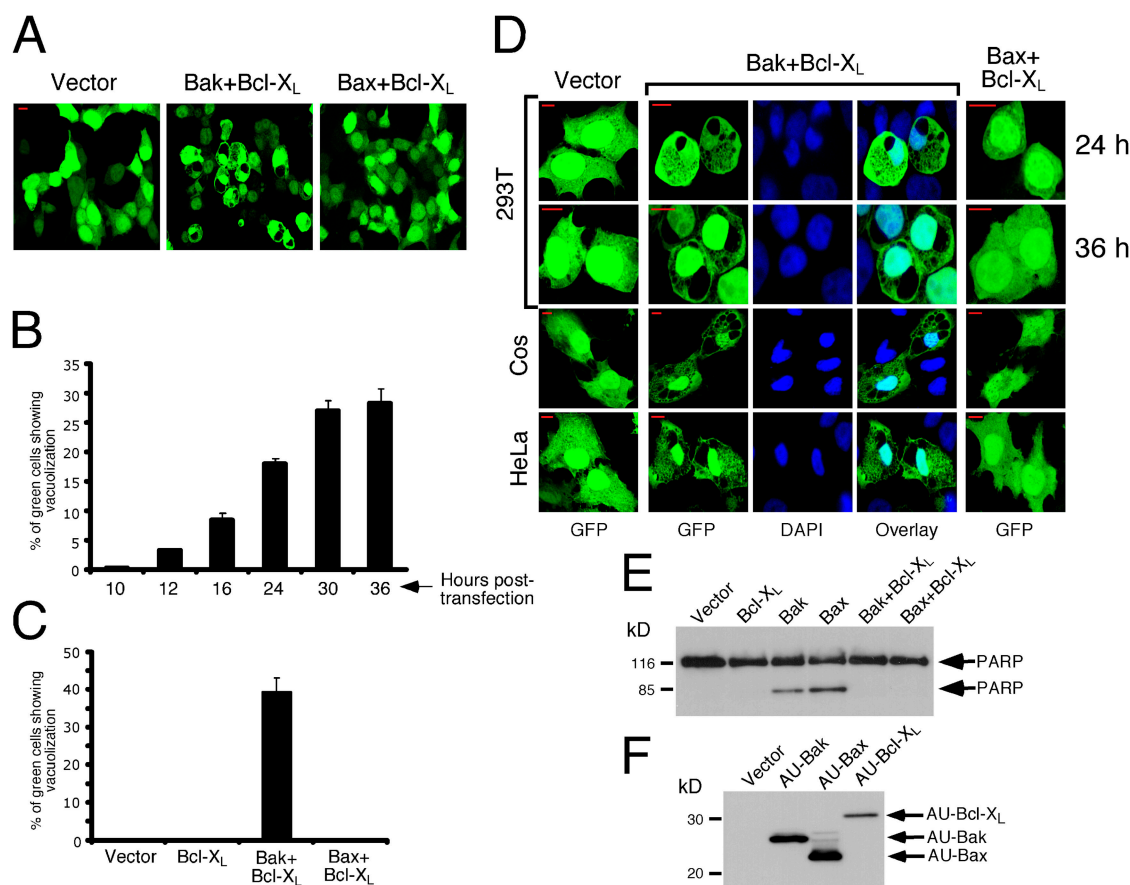 A
Vector
Bak+Bcl-XL
Bax+Bcl-XL
B
% of green cells showing
vacuolization
35
30
25
20
15
10
5
0
10 12 16 24 30 36
Hours post-
transfection
C
% of green cells showing
vacuolization
50
40
30
20
10
0
Vector
Bcl-XL
Bak+
Bcl-XL
Bax+
Bcl-XL
D
Vector
Bak+Bcl-XL
Bax+
Bcl-XL
293T
24 h
36 h
Cos
HeLa
GFP
GFP
DAPI
Overlay
GFP
E
kD
Vector
Bcl-XL
Bak
Bax
Bak+Bcl-XL
Bax+Bcl-XL
116
PARP
85
PARP
F
kD
Vector
AU-Bak
AU-Bax
AU-Bcl-XL
30
AU-Bcl-XL
AU-Bak
AU-Bax
20